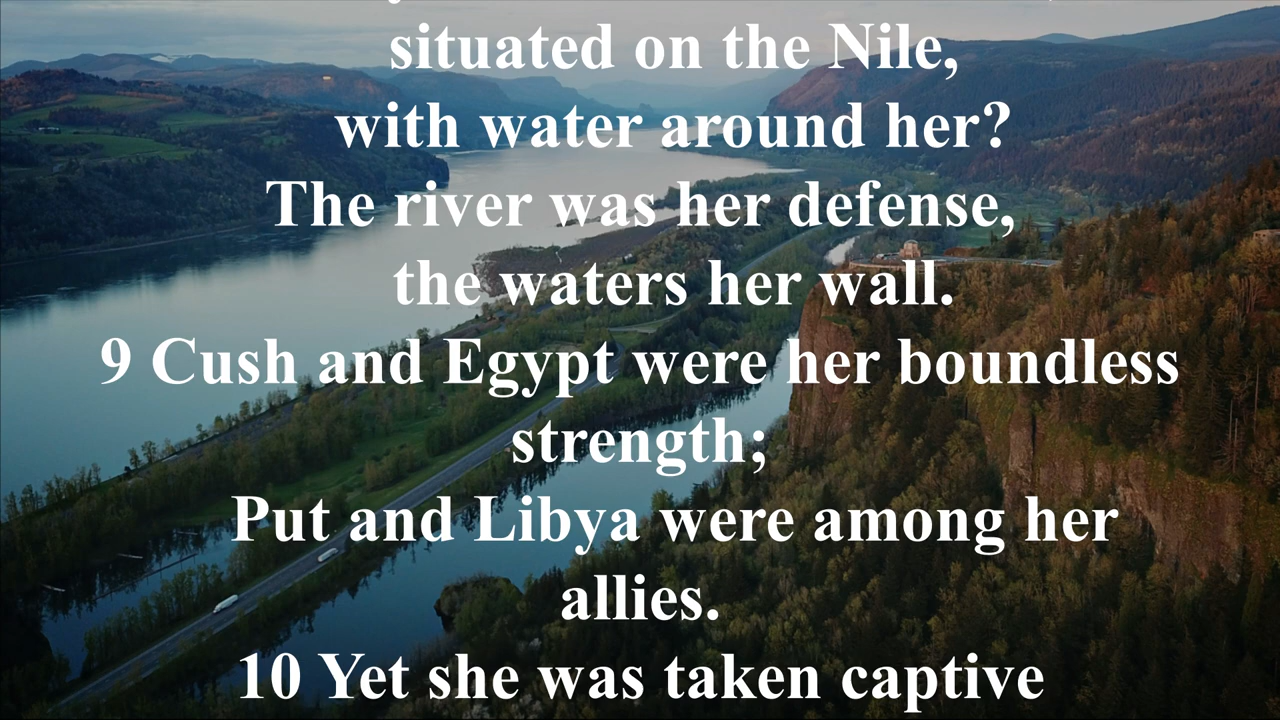 situated on the Nile,
with water around her?
The river was her defense,
the waters her wall.
9 Cush and Egypt were her boundless
strength;
Put and Libya were among her
allies.
10 Yet she was taken captive